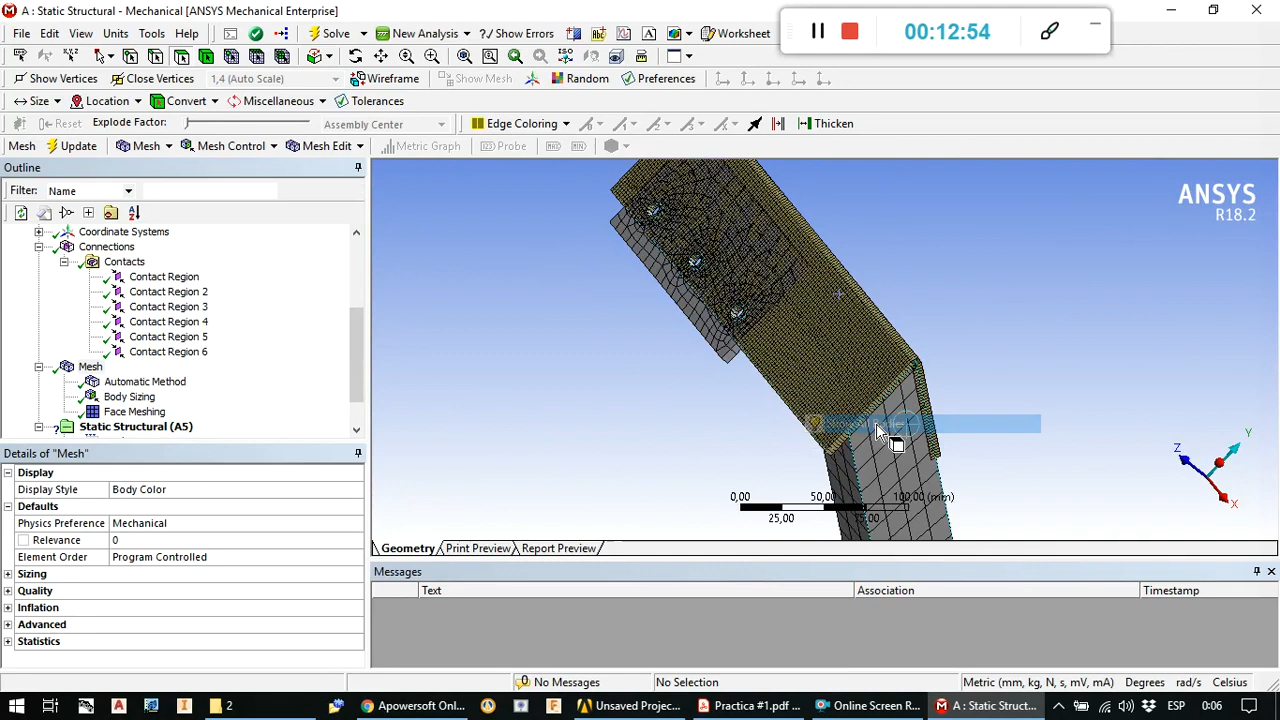 A : Static Structural - Mechanical [ANSYS Mechanical Enterprise]
00:12:54
File Edit View Units Tools Help Solve New Analysis ?/ Show Errors Worksheet
Show Vertices Close Vertices 1,4 (Auto Scale) Wireframe Show Mesh Random Preferences
Size Location Convert Miscellaneous Tolerances
Reset Explode Factor: Assembly Center Edge Coloring Thicken
Mesh Update Mesh Mesh Control Mesh Edit Metric Graph Probe
Outline
Filter: Name
Coordinate Systems
Connections
Contacts
Contact Region
Contact Region 2
Contact Region 3
Contact Region 4
Contact Region 5
Contact Region 6
Mesh
Automatic Method
Body Sizing
Face Meshing
Static Structural (A5)
Details of "Mesh"
Display
Display Style Body Color
Defaults
Physics Preference Mechanical
Relevance 0
Element Order Program Controlled
Sizing
Quality
Inflation
Advanced
Statistics
ANSYS
R18.2
Y
Z
X
0,00 50,00 100,00 (mm)
25,00 75,00
Geometry Print Preview Report Preview
Messages
Text Association Timestamp
No Messages No Selection Metric (mm, kg, N, s, mV, mA) Degrees rad/s Celsius
2 Apowersoft Onl... Unsaved Projec... Practica #1.pdf ... Online Screen R... A : Static Struct... ESP 0:06